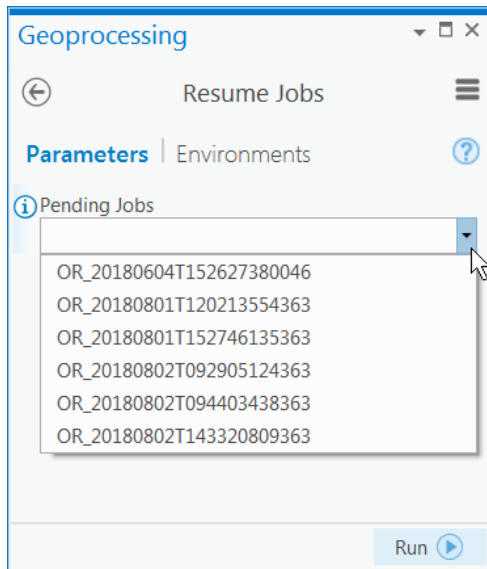 Geoprocessing
Resume Jobs
Parameters | Environments
Pending Jobs
OR_20180604T152627380046
OR_20180801T120213554363
OR_20180801T152746135363
OR_20180802T092905124363
OR_20180802T094403438363
OR_20180802T143320809363
Run